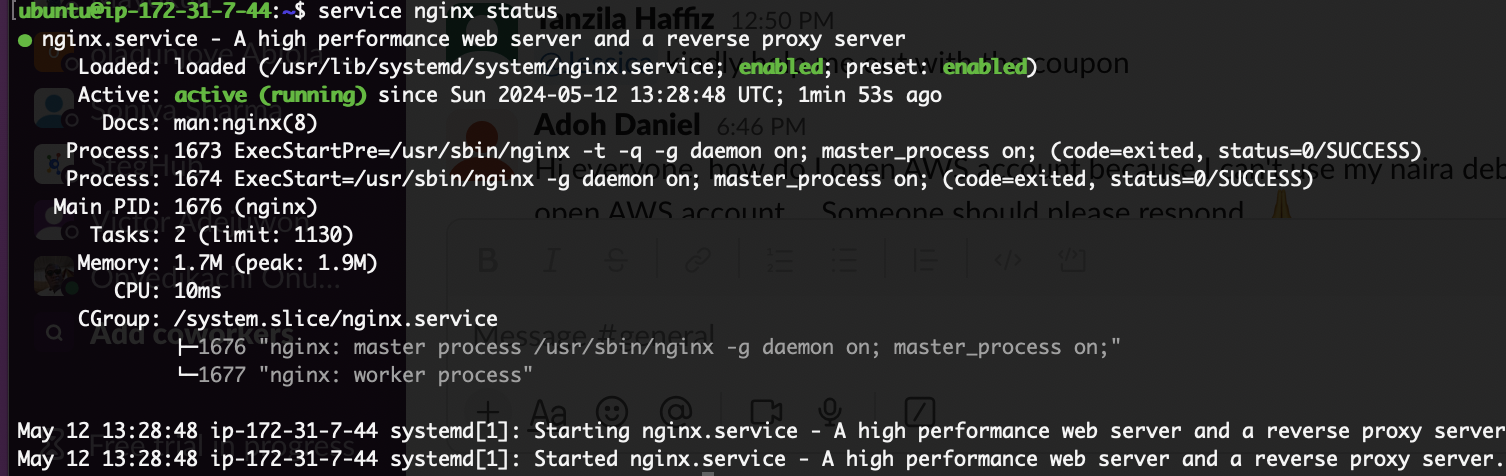 ubuntu@ip-172-31-7-44:~$ service nginx status
● nginx.service - A high performance web server and a reverse proxy server
Loaded: loaded (/usr/lib/systemd/system/nginx.service; enabled; preset: enabled)
Active: active (running) since Sun 2024-05-12 13:28:48 UTC; 1min 53s ago
Docs: man:nginx(8)
Process: 1673 ExecStartPre=/usr/sbin/nginx -t -q -g daemon on; master_process on; (code=exited, status=0/SUCCESS)
Process: 1674 ExecStart=/usr/sbin/nginx -g daemon on; master_process on; (code=exited, status=0/SUCCESS)
Main PID: 1676 (nginx)
Tasks: 2 (limit: 1130)
Memory: 1.7M (peak: 1.9M)
CPU: 10ms
CGroup: /system.slice/nginx.service
├─1676 "nginx: master process /usr/sbin/nginx -g daemon on; master_process on;"
└─1677 "nginx: worker process"
May 12 13:28:48 ip-172-31-7-44 systemd[1]: Starting nginx.service - A high performance web server and a reverse proxy server
May 12 13:28:48 ip-172-31-7-44 systemd[1]: Started nginx.service - A high performance web server and a reverse proxy server.
Tanzila Haffiz 12:50 PM
with the coupon
Adoh Daniel 6:46 PM
Hi everyone, how do I open AWS account because I can't use my naira
open AWS account Someone should please respond
Message #general
Add coworkers
Free trial in progress